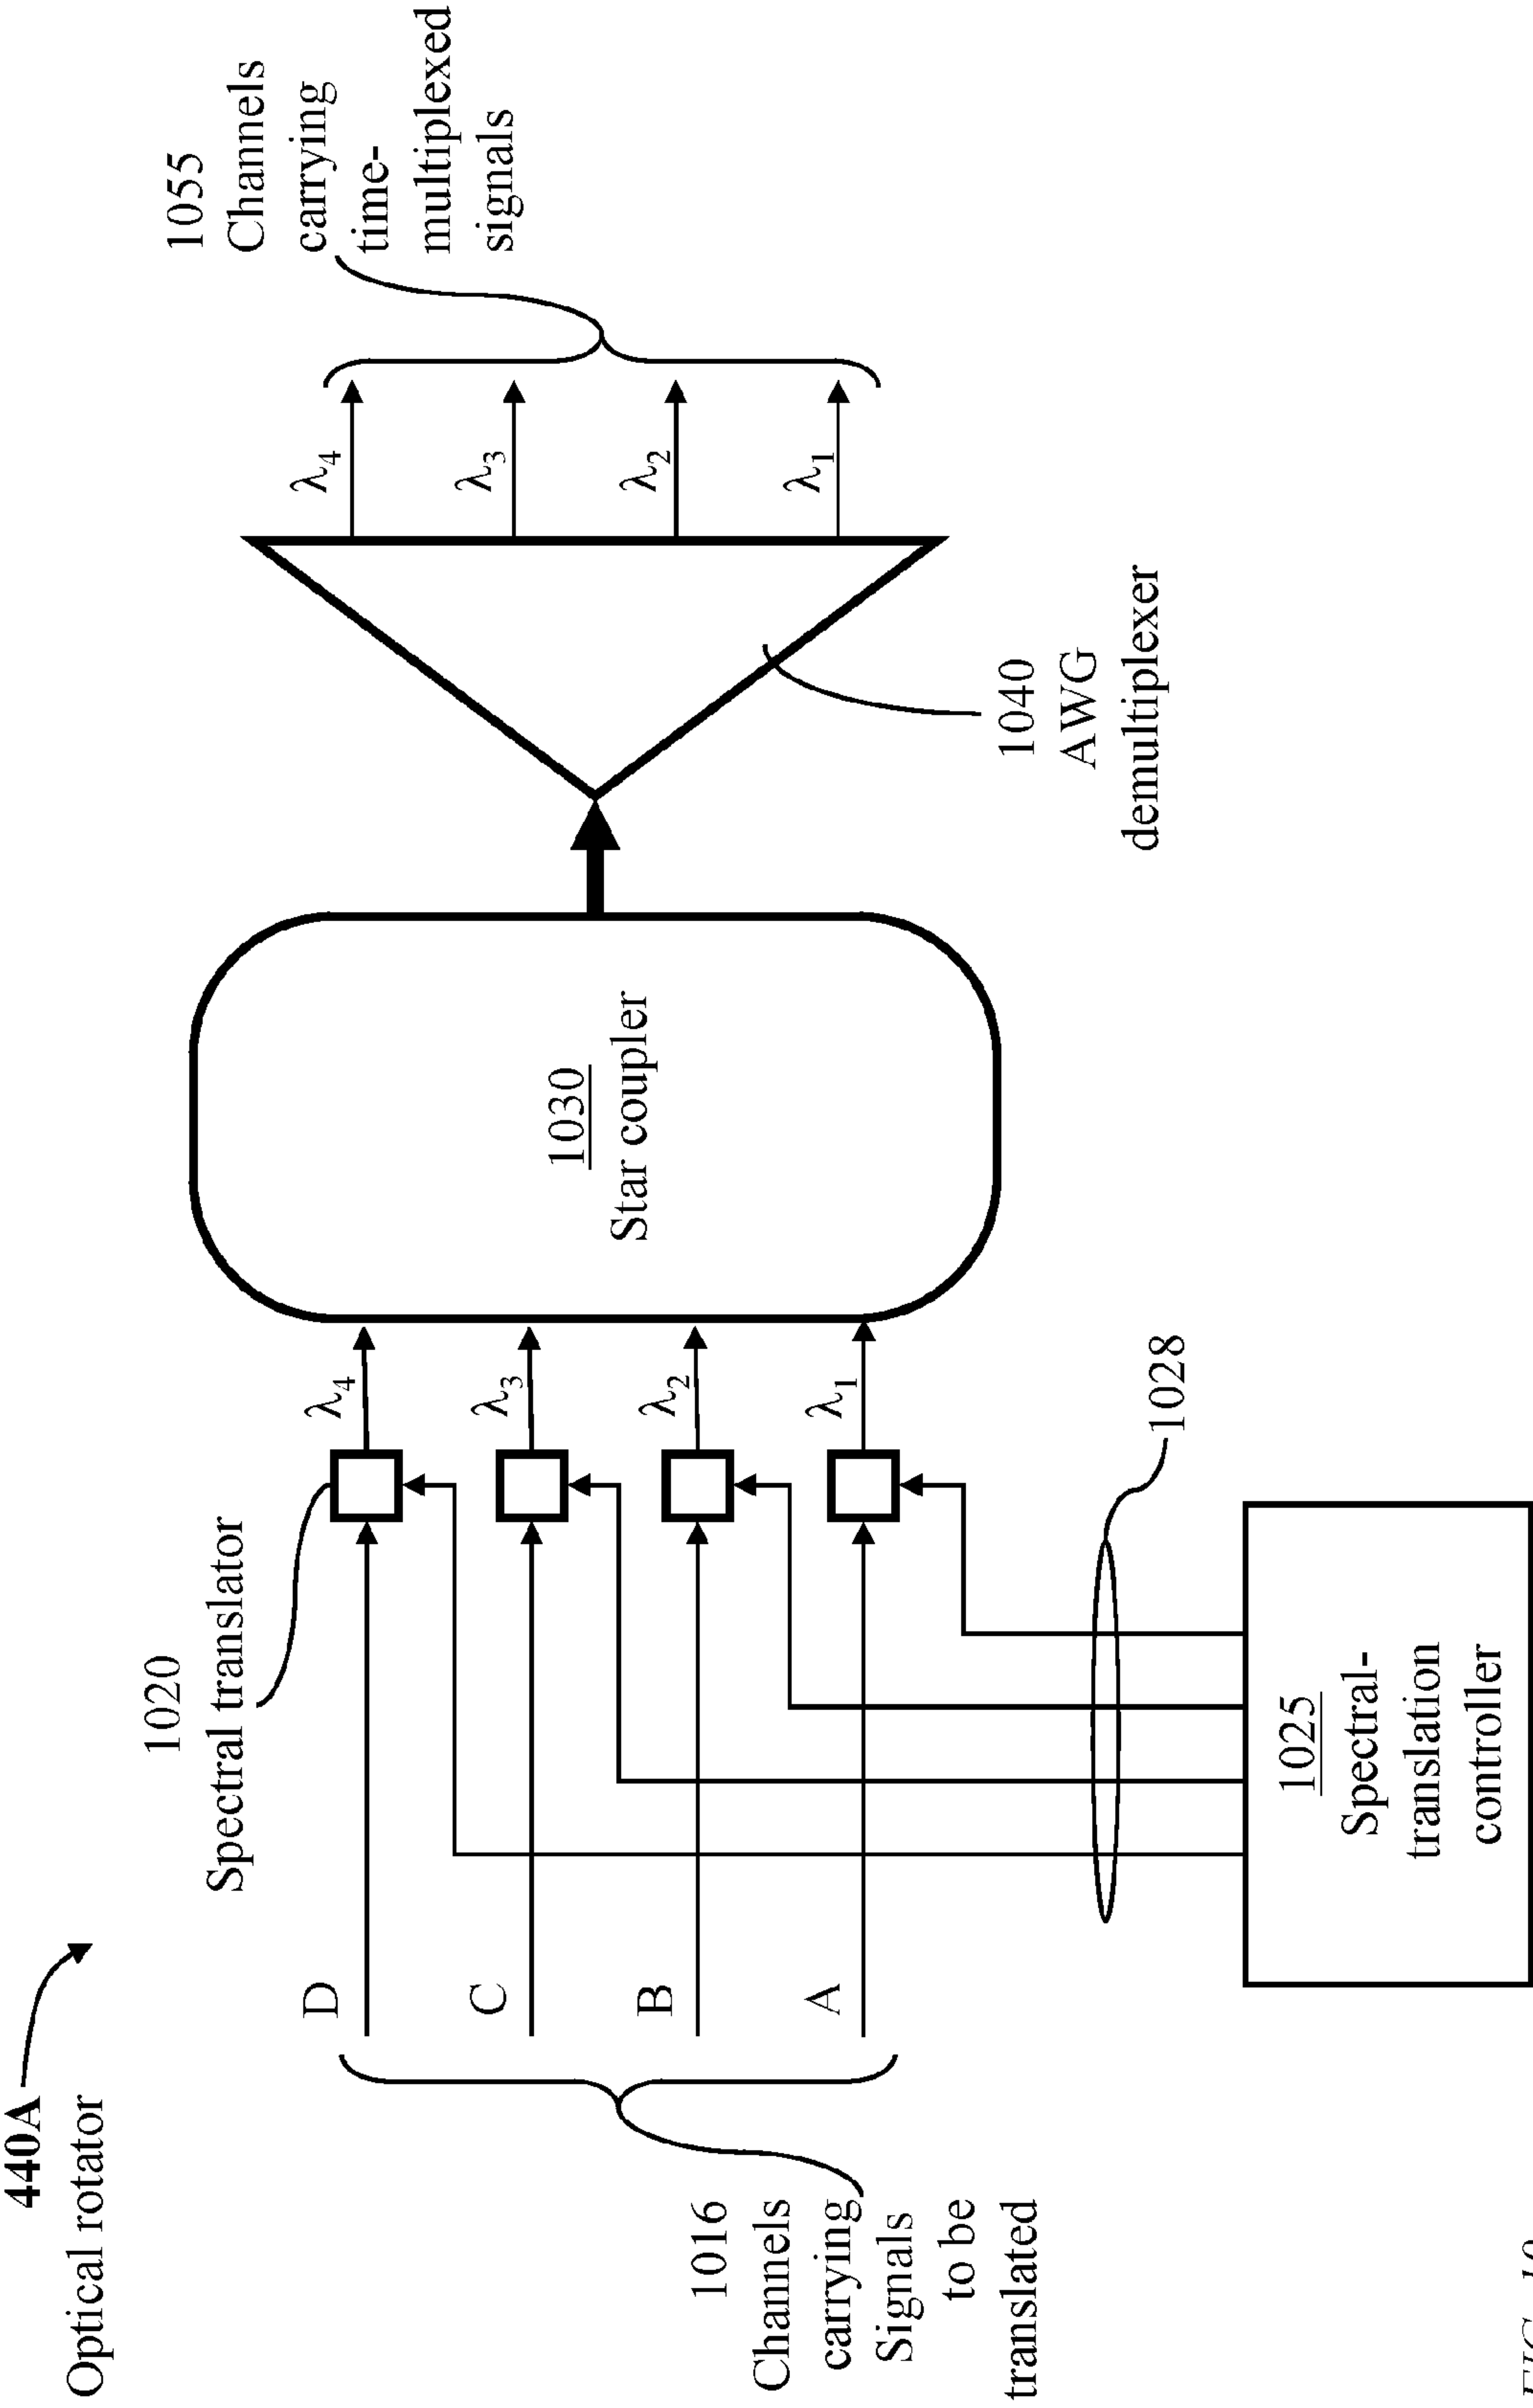 440A
Optical rotator
1020
Spectral translator
1055
Channels
carrying
time-
multiplexed
signals
D
C
B
A
λ4
λ3
λ2
λ1
1030
Star coupler
λ4
λ3
λ2
λ1
1040
AWG
demultiplexer
1016
Channels
carrying
Signals
to be
translated
1028
1025
Spectral-
translation
controller